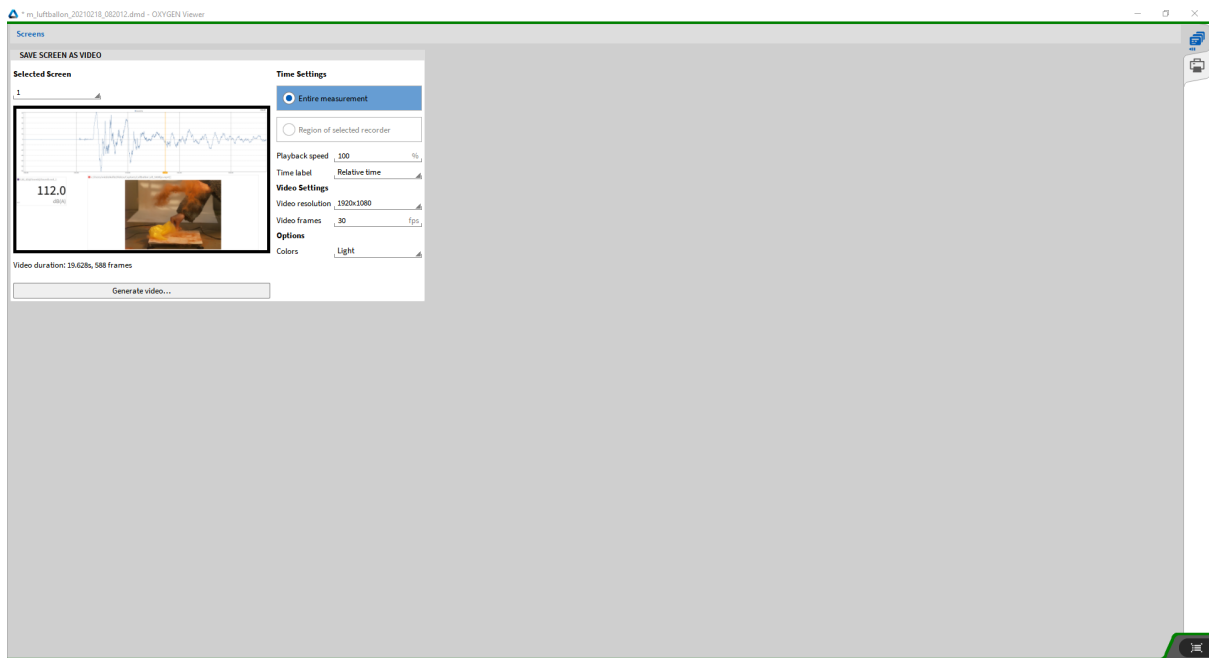 * m_luftballon_20210218_082012.dmd - OXYGEN Viewer
Screens
SAVE SCREEN AS VIDEO
Selected Screen
1
112.0
dB(A)
Video duration: 19.628s, 588 frames
Generate video...
Time Settings
Entire measurement
Region of selected recorder
Playback speed 100 %
Time label Relative time
Video Settings
Video resolution 1920x1080
Video frames 30 fps
Options
Colors Light